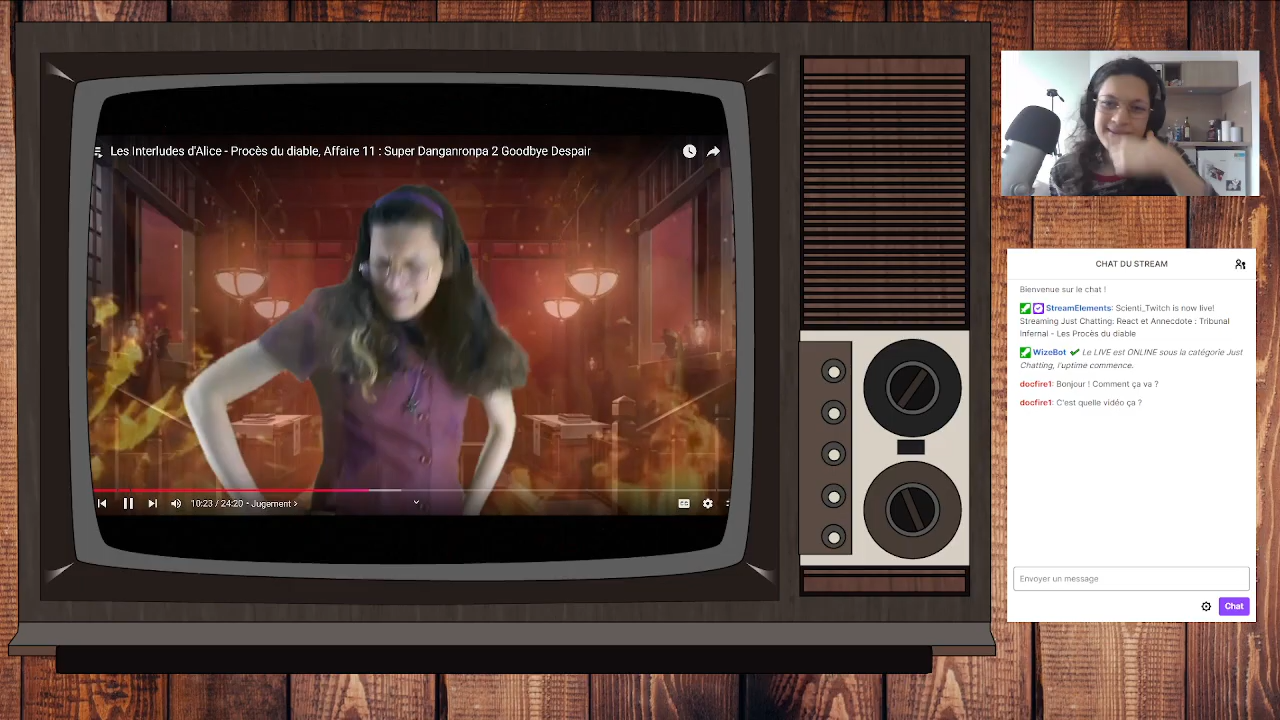 Les Interludes d'Alice - Procès du diable, Affaire 11 : Super Danganronpa 2 Goodbye Despair
10:23 / 24:20 • Jugement >
CHAT DU STREAM
Bienvenue sur le chat !
StreamElements: Scienti_Twitch is now live!
Streaming Just Chatting: React et Annecdote : Tribunal
Infernal - Les Procès du diable
WizeBot Le LIVE est ONLINE sous la catégorie Just
Chatting, l'uptime commence.
docfire1: Bonjour ! Comment ça va ?
docfire1: C'est quelle vidéo ça ?
Envoyer un message
Chat